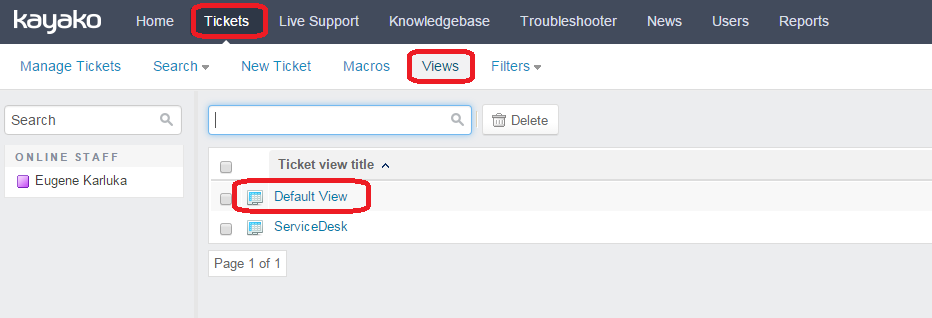 kayako Home Tickets Live Support Knowledgebase Troubleshooter News Users Reports
Manage Tickets Search New Ticket Macros Views Filters
Search Delete
ONLINE STAFF
Eugene Karluka
Ticket view title
Default View
ServiceDesk
Page 1 of 1